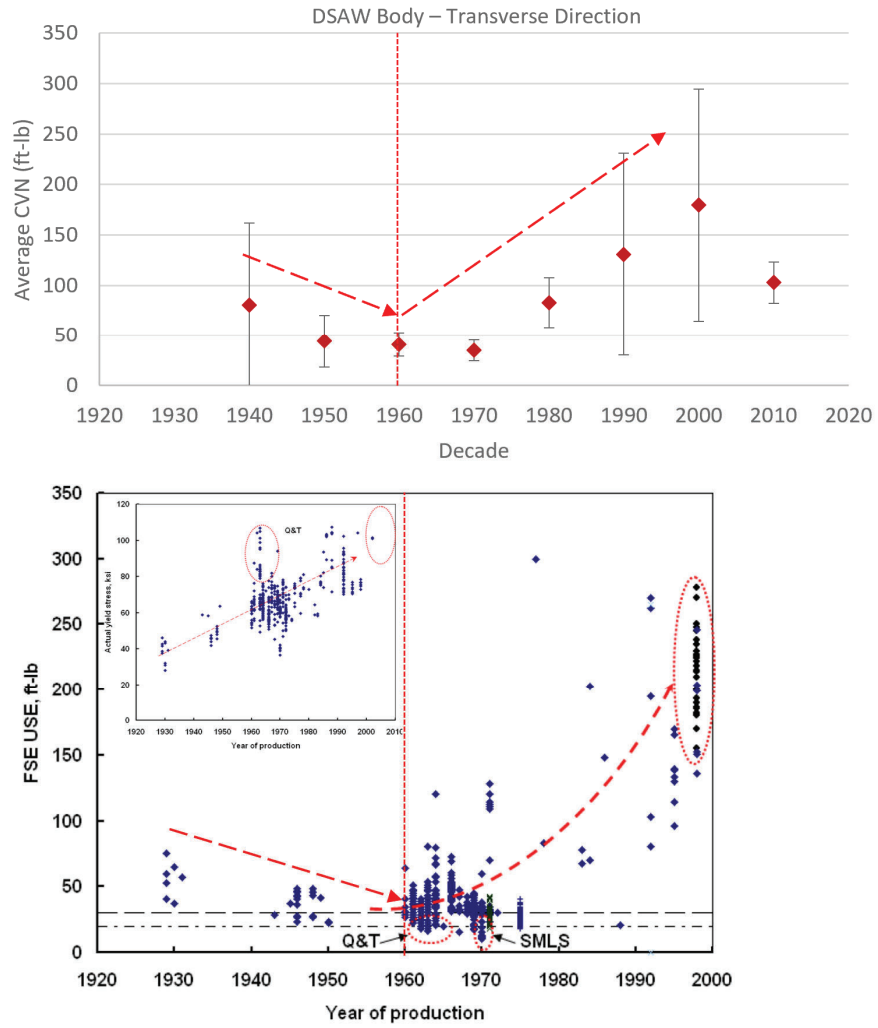 DSAW Body – Transverse Direction
Average CVN (ft-lb)
350
300
250
200
150
100
50
0
1920 1930 1940 1950 1960 1970 1980 1990 2000 2010 2020
Decade
FSE USE, ft-lb
350
300
250
200
150
100
50
0
Actual yield stress, ksi
120
100
80
60
40
20
0
Q&T
1920 1930 1940 1950 1960 1970 1980 1990 2000 2010
Year of production
Q&T
SMLS
1920 1930 1940 1950 1960 1970 1980 1990 2000
Year of production